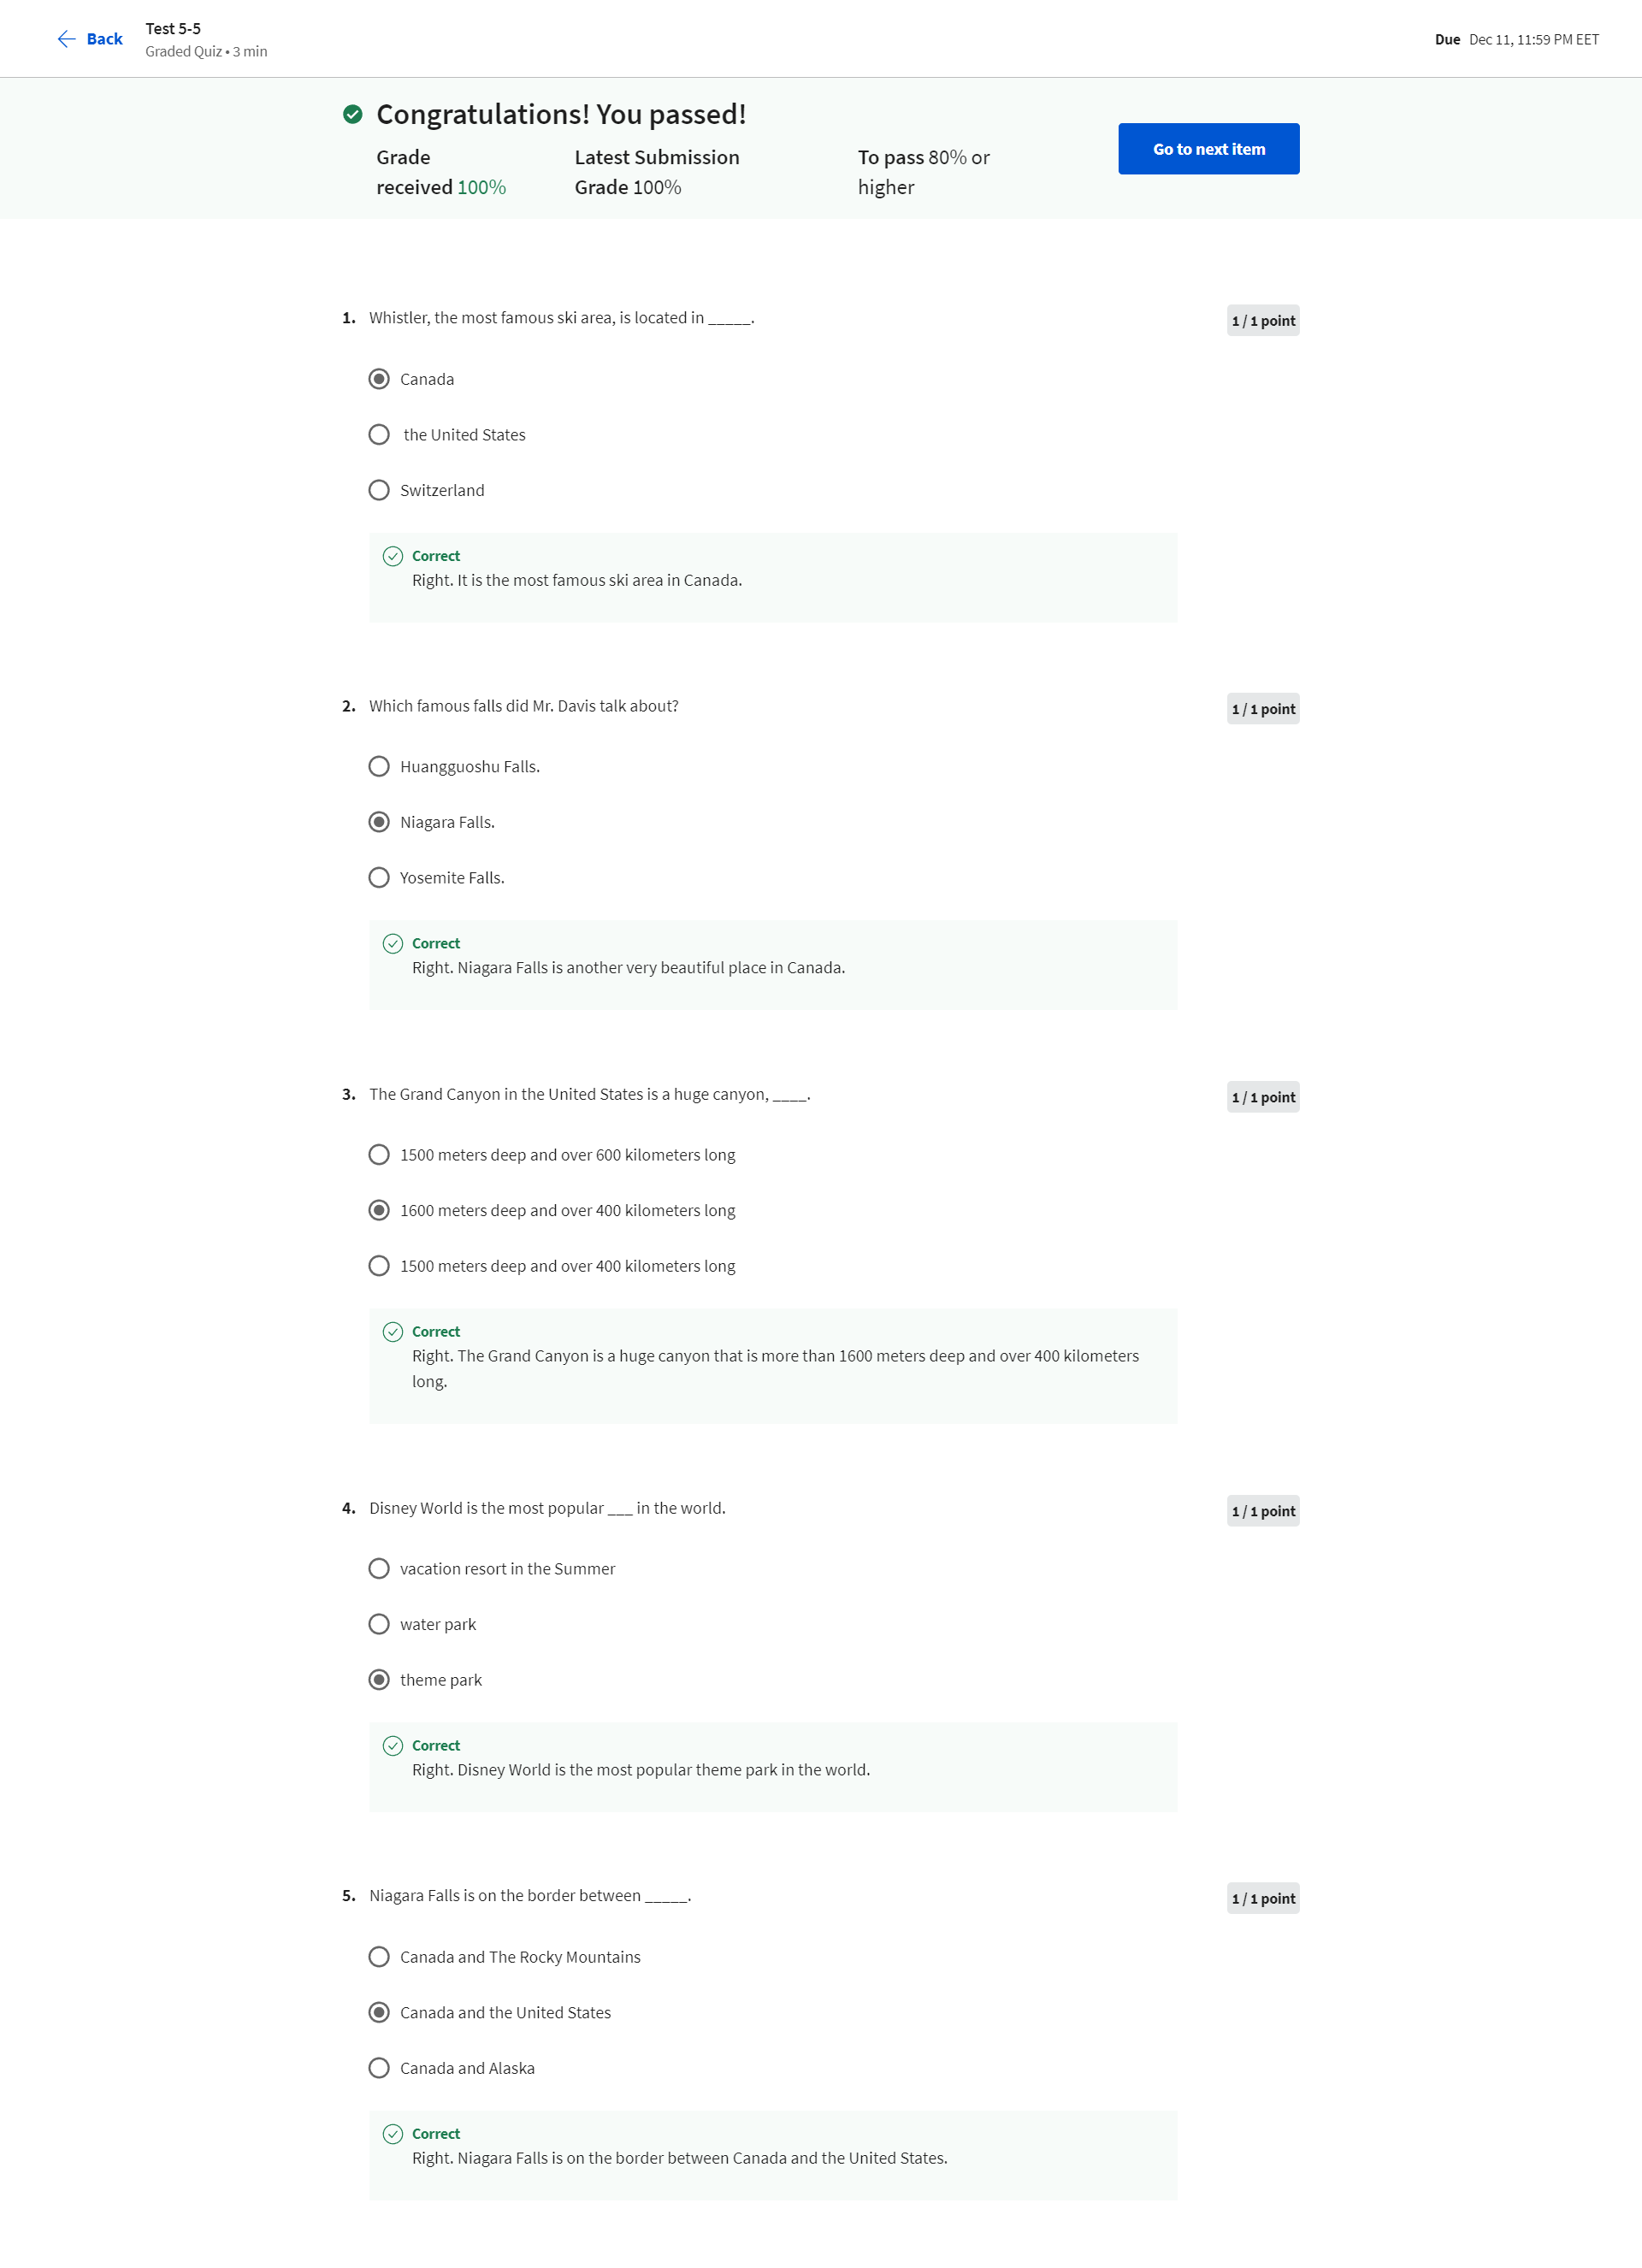 Back
Test 5-5
Graded Quiz • 3 min
Due Dec 11, 11:59 PM EET
Congratulations! You passed!
Grade received 100%
Latest Submission Grade 100%
To pass 80% or higher
Go to next item
1. Whistler, the most famous ski area, is located in _____.
1 / 1 point
Canada
the United States
Switzerland
Correct
Right. It is the most famous ski area in Canada.
2. Which famous falls did Mr. Davis talk about?
1 / 1 point
Huangguoshu Falls.
Niagara Falls.
Yosemite Falls.
Correct
Right. Niagara Falls is another very beautiful place in Canada.
3. The Grand Canyon in the United States is a huge canyon, ____.
1 / 1 point
1500 meters deep and over 600 kilometers long
1600 meters deep and over 400 kilometers long
1500 meters deep and over 400 kilometers long
Correct
Right. The Grand Canyon is a huge canyon that is more than 1600 meters deep and over 400 kilometers
long.
4. Disney World is the most popular ___ in the world.
1 / 1 point
vacation resort in the Summer
water park
theme park
Correct
Right. Disney World is the most popular theme park in the world.
5. Niagara Falls is on the border between _____.
1 / 1 point
Canada and The Rocky Mountains
Canada and the United States
Canada and Alaska
Correct
Right. Niagara Falls is on the border between Canada and the United States.